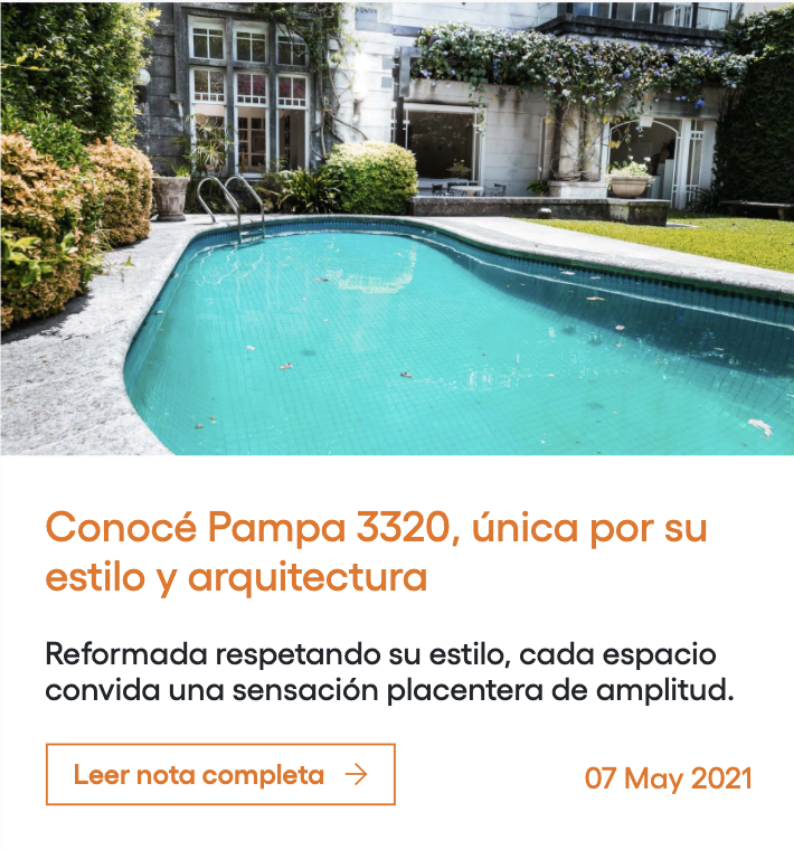 Conocé Pampa 3320, única por su
estilo y arquitectura
Reformada respetando su estilo, cada espacio
convida una sensación placentera de amplitud.
Leer nota completa →
07 May 2021